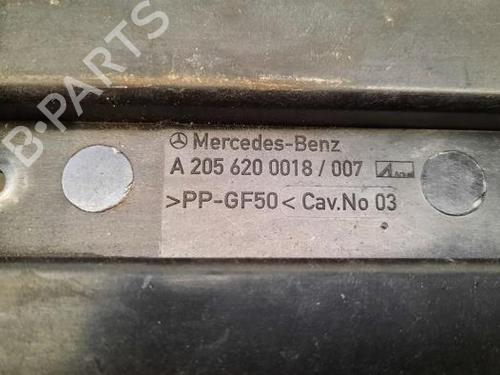 B-PARTS
Mercedes-Benz
A 205 620 0018 / 007
>PP-GF50< Cav.No 03